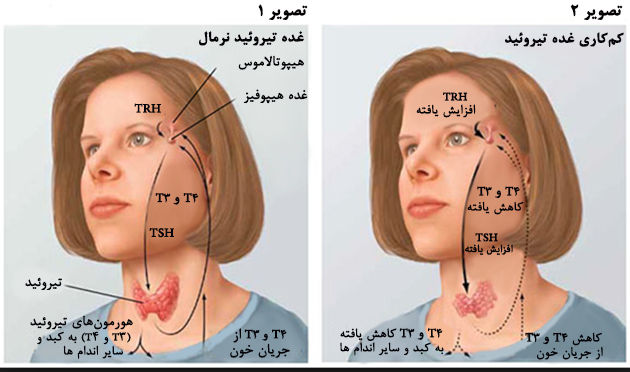 تصویر ۱
غده تیروئید نرمال
هیپوتالاموس
غده هیپوفیز
TRH
T۳ و T۴
TSH
تیروئید
هورمون‌های تیروئید
(T۳ و T۴) به کبد و
سایر اندام ها
T۳ و T۴ از
جریان خون
تصویر ۲
کم‌کاری غده تیروئید
TRH
افزایش یافته
T۳ و T۴
کاهش یافته
TSH
افزایش یافته
T۳ و T۴ کاهش یافته
به کبد و سایر اندام ها
کاهش T۴ و T۳
از جریان خون